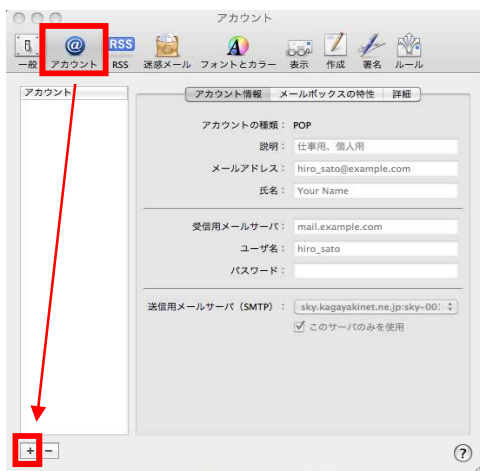 アカウント
一般 アカウント RSS 迷惑メール フォントとカラー 表示 作成 署名 ルール
アカウント
アカウント情報 メールボックスの特性 詳細
アカウントの種類： POP
説明： 仕事用、個人用
メールアドレス： hiro_sato@example.com
氏名： Your Name
受信用メールサーバ： mail.example.com
ユーザ名： hiro_sato
パスワード：
送信用メールサーバ（SMTP）： sky.kagayakinet.ne.jp:sky-00
このサーバのみを使用
+ − ?